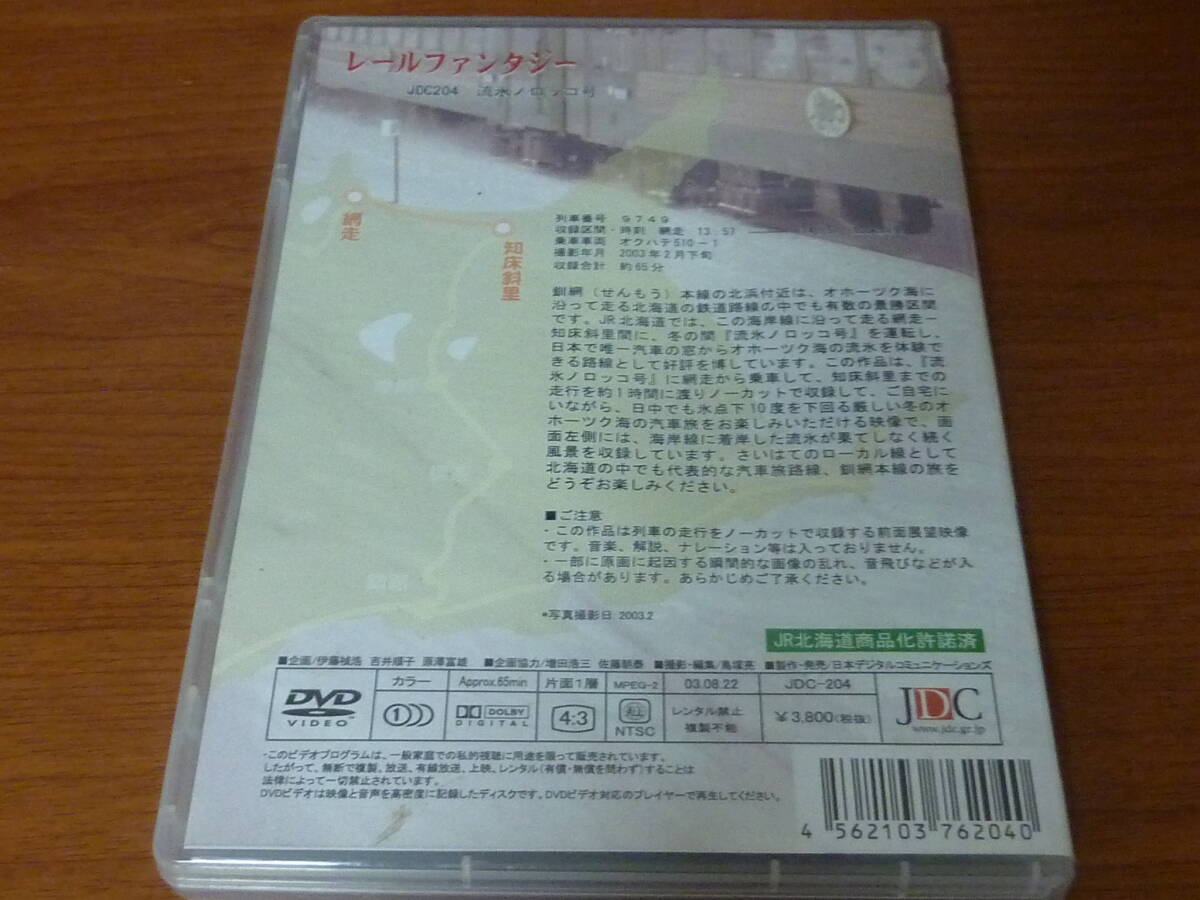 レールファンタジー
JDC204 流氷ノロッコ号
網走
知床斜里
列車番号 9749
収録区間・時刻 網走 13:57
乗車車両 オクハテ510-1
撮影年月 2003年2月下旬
収録合計 約65分
釧網（せんもう）本線の北浜付近は、オホーツク海に
沿って走る北海道の鉄道路線の中でも有数の景勝区間
です。JR北海道では、この海岸線に沿って走る網走－
知床斜里間に、冬の間『流氷ノロッコ号』を運転し、
日本で唯一汽車の窓からオホーツク海の流氷を体験で
きる路線として好評を博しています。この作品は、『流
氷ノロッコ号』に網走から乗車して、知床斜里までの
走行を約1時間に渡りノーカットで収録して、ご自宅に
いながら、日中でも氷点下10度を下回る厳しい冬のオ
ホーツク海の汽車旅をお楽しみいただける映像で、画
面左側には、海岸線に着岸した流氷が果てしなく続く
風景を収録しています。さいはてのローカル線として
北海道の中でも代表的な汽車旅路線、釧網本線の旅を
どうぞお楽しみください。
■ご注意
・この作品は列車の走行をノーカットで収録する前面展望映像
です。音楽、解説、ナレーション等は入っておりません。
・一部に原画に起因する瞬間的な画像の乱れ、音飛びなどが入
る場合があります。あらかじめご了承ください。
*写真撮影日:2003.2
JR北海道商品化許諾済
■企画/伊藤禎浩 吉井順子 原澤富雄 ■企画協力/増田浩三 佐藤朝泰 ■撮影・編集/鳥塚亮 ■製作・発売/日本デジタルコミュニケーションズ
DVD VIDEO カラー Approx.65min 片面1層 MPEG-2 03.08.22 JDC-204 JDC
DOLBY DIGITAL 4:3 NTSC レンタル禁止 複製不能 ¥3,800(税抜) www.jdc.gr.jp
・このビデオプログラムは、一般家庭での私的視聴に用途を限って販売されています。
したがって、無断で複製、放送、有線放送、上映、レンタル(有償・無償を問わず)することは
法律によって一切禁止されています。
DVDビデオは映像と音声を高密度に記録したディスクです。DVDビデオ対応のプレイヤーで再生してください。
4 562103 762040